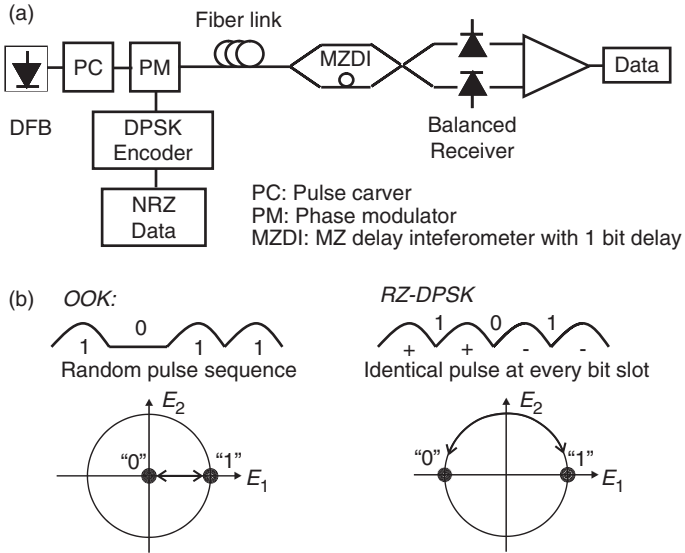 (a)
Fiber link
DFB
PC
PM
MZDI
Data
DPSK
Encoder
Balanced
Receiver
NRZ
Data
PC: Pulse carver
PM: Phase modulator
MZDI: MZ delay inteferometer with 1 bit delay
(b)
OOK:
1 0 1 1
Random pulse sequence
E2
"0" "1"
E1
RZ-DPSK
1 0 1
+ + - -
Identical pulse at every bit slot
E2
"0" "1"
E1